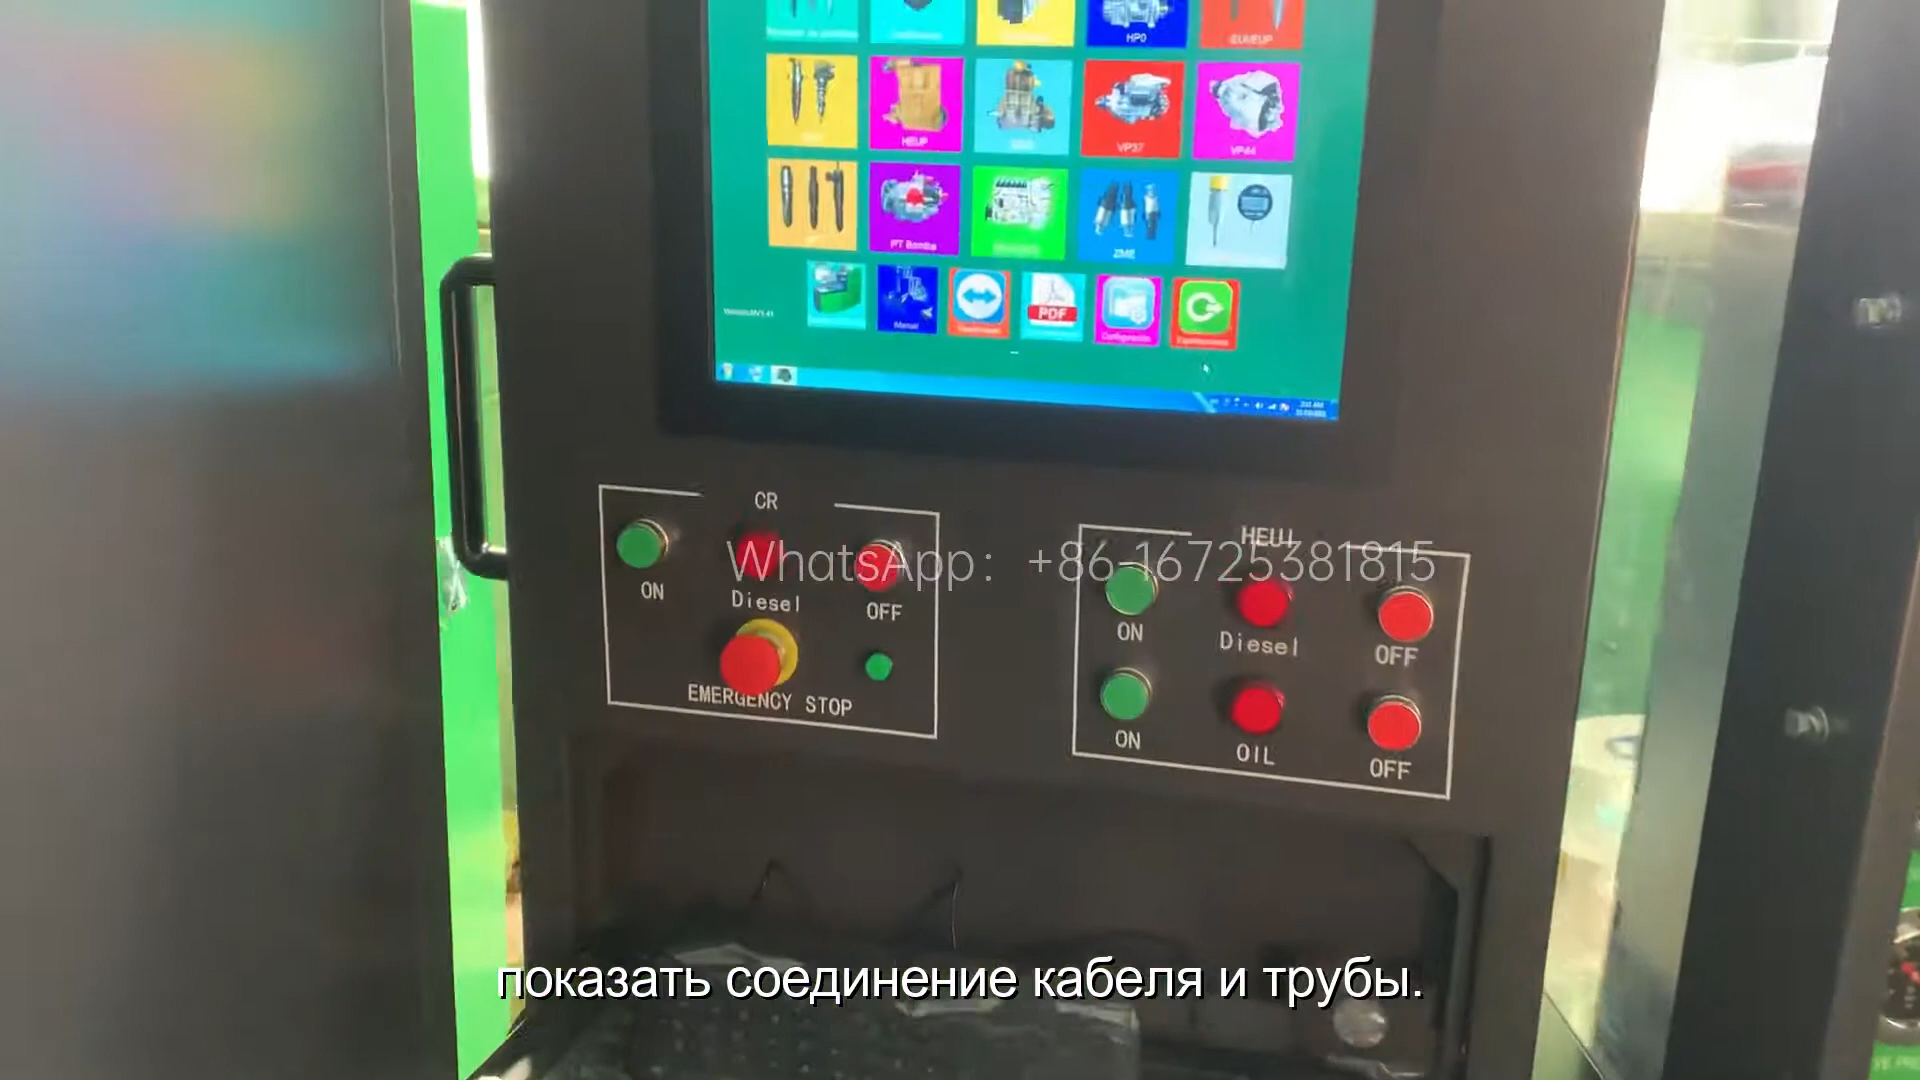 HP0
EUI/EUP
HEUP
VP37
VP44
PT Bomba
ZME
Manual
PDF
Configuración
CR
HEUI
WhatsApp： +86 16725381815
ON
Diesel
OFF
ON
Diesel
OFF
EMERGENCY STOP
ON
OIL
OFF
показать соединение кабеля и трубы.